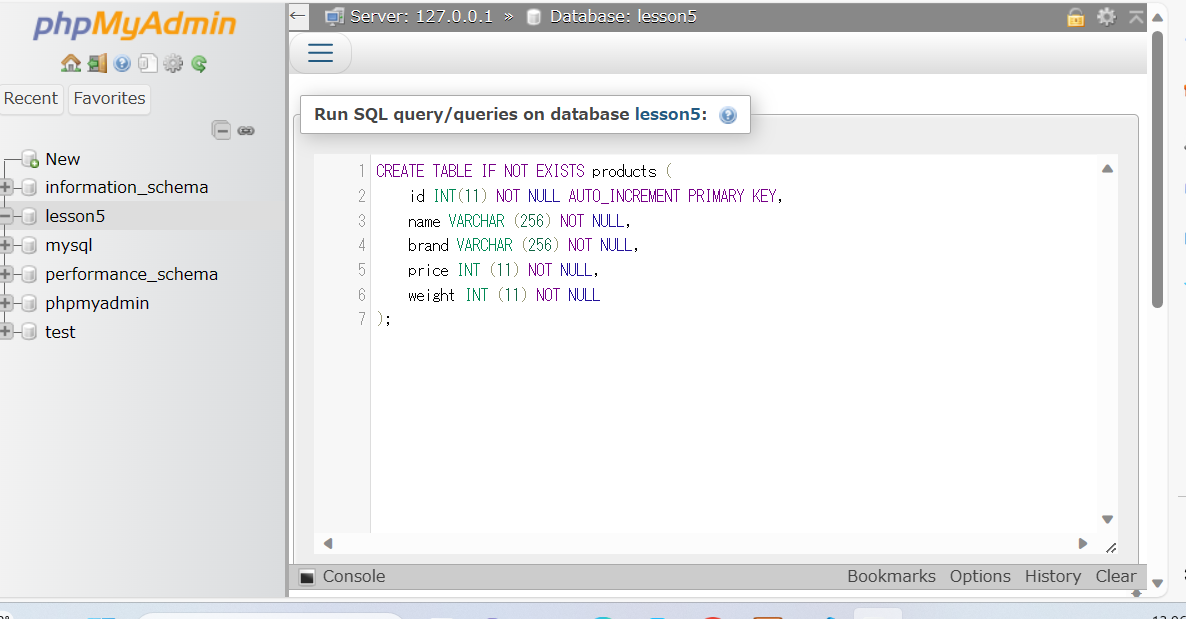 phpMyAdmin
Server: 127.0.0.1 » Database: lesson5
Recent Favorites
New
information_schema
lesson5
mysql
performance_schema
phpmyadmin
test
Run SQL query/queries on database lesson5:
1 CREATE TABLE IF NOT EXISTS products (
2 id INT(11) NOT NULL AUTO_INCREMENT PRIMARY KEY,
3 name VARCHAR (256) NOT NULL,
4 brand VARCHAR (256) NOT NULL,
5 price INT (11) NOT NULL,
6 weight INT (11) NOT NULL
7 );
Console Bookmarks Options History Clear